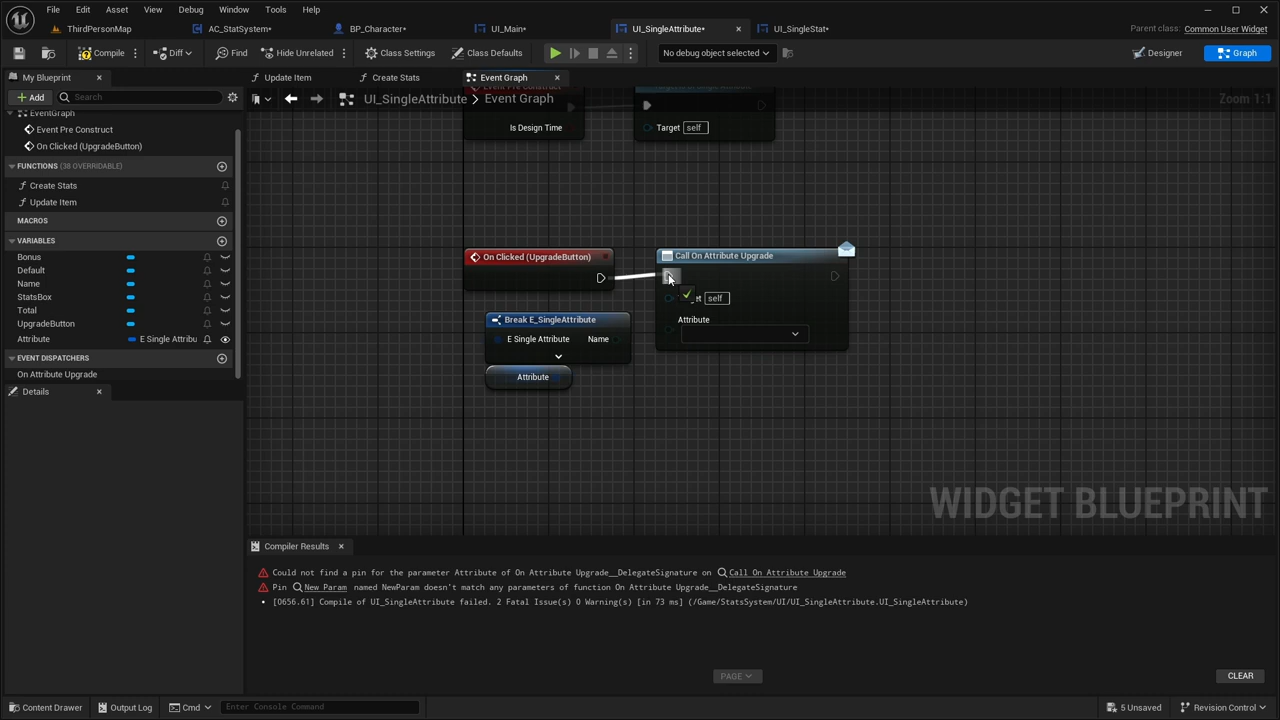 File Edit View Asset Debug Window Tools Help
ThirdPersonMap AC_StatSystem* BP_Character* UI_Main* UI_SingleAttribute* UI_SingleStat* Parent class: Common User Widget
Compile Diff Find Hide Unrelated Class Settings Class Defaults No debug object selected Designer Graph
My Blueprint Update Item Create Stats Event Graph
Add Search UI_SingleAttribute > Event Graph Zoom 1:1
EventGraph
Event Pre Construct
On Clicked (UpgradeButton)
Is Design Time Target self
FUNCTIONS (38 OVERRIDABLE)
Create Stats
Update Item
MACROS
VARIABLES
Bonus
Default
Name
StatsBox
Total
UpgradeButton
Attribute E Single Attribu
EVENT DISPATCHERS
On Attribute Upgrade
Details
On Clicked (UpgradeButton) Call On Attribute Upgrade
self
Break E_SingleAttribute Attribute
E Single Attribute Name
Attribute
WIDGET BLUEPRINT
Compiler Results
Could not find a pin for the parameter Attribute of On Attribute Upgrade__DelegateSignature on Call On Attribute Upgrade
Pin New Param named NewParam doesn't match any parameters of function On Attribute Upgrade__DelegateSignature
• [0656.61] Compile of UI_SingleAttribute failed. 2 Fatal Issue(s) 0 Warning(s) [in 73 ms] (/Game/StatsSystem/UI/UI_SingleAttribute.UI_SingleAttribute)
PAGE CLEAR
Content Drawer Output Log Cmd Enter Console Command 5 Unsaved Revision Control